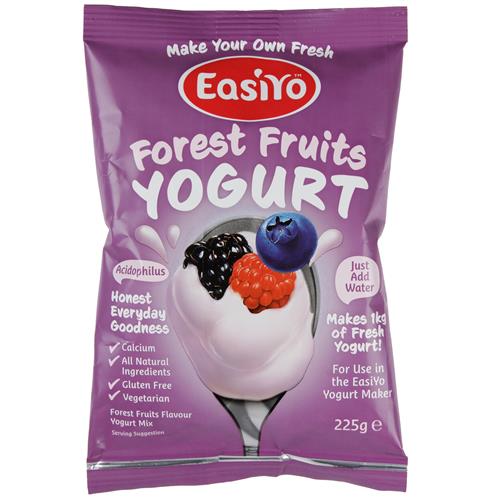 Make Your Own Fresh
EasiYo™
Forest Fruits
YOGURT
Acidophilus
Honest
Everyday
Goodness
✓ Calcium
✓ All Natural
Ingredients
✓ Gluten Free
✓ Vegetarian
Forest Fruits Flavour
Yogurt Mix
Serving Suggestion
Just
Add
Water
Makes 1kg
of Fresh
Yogurt!
For Use in
the EasiYo
Yogurt Maker
225g ℮